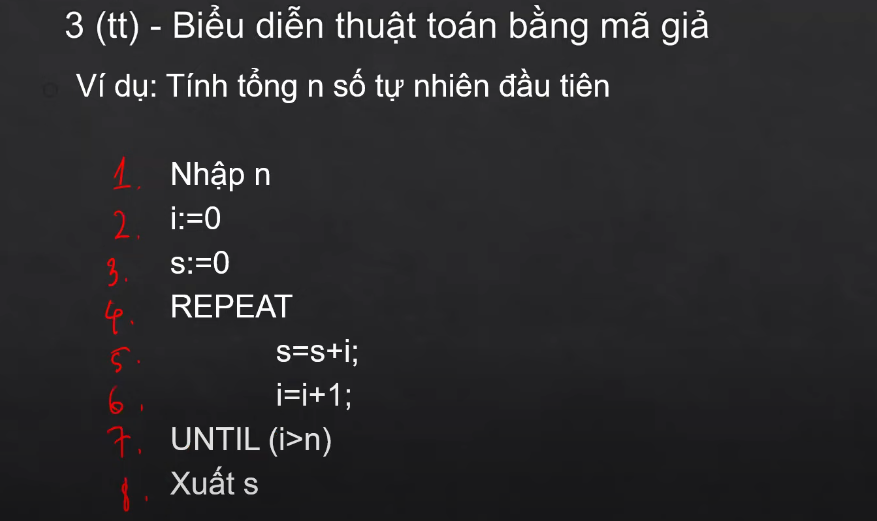 3 (tt) - Biểu diễn thuật toán bằng mã giả
Ví dụ: Tính tổng n số tự nhiên đầu tiên
1. Nhập n
2. i:=0
3. s:=0
4. REPEAT
5. s=s+i;
6. i=i+1;
7. UNTIL (i>n)
8. Xuất s